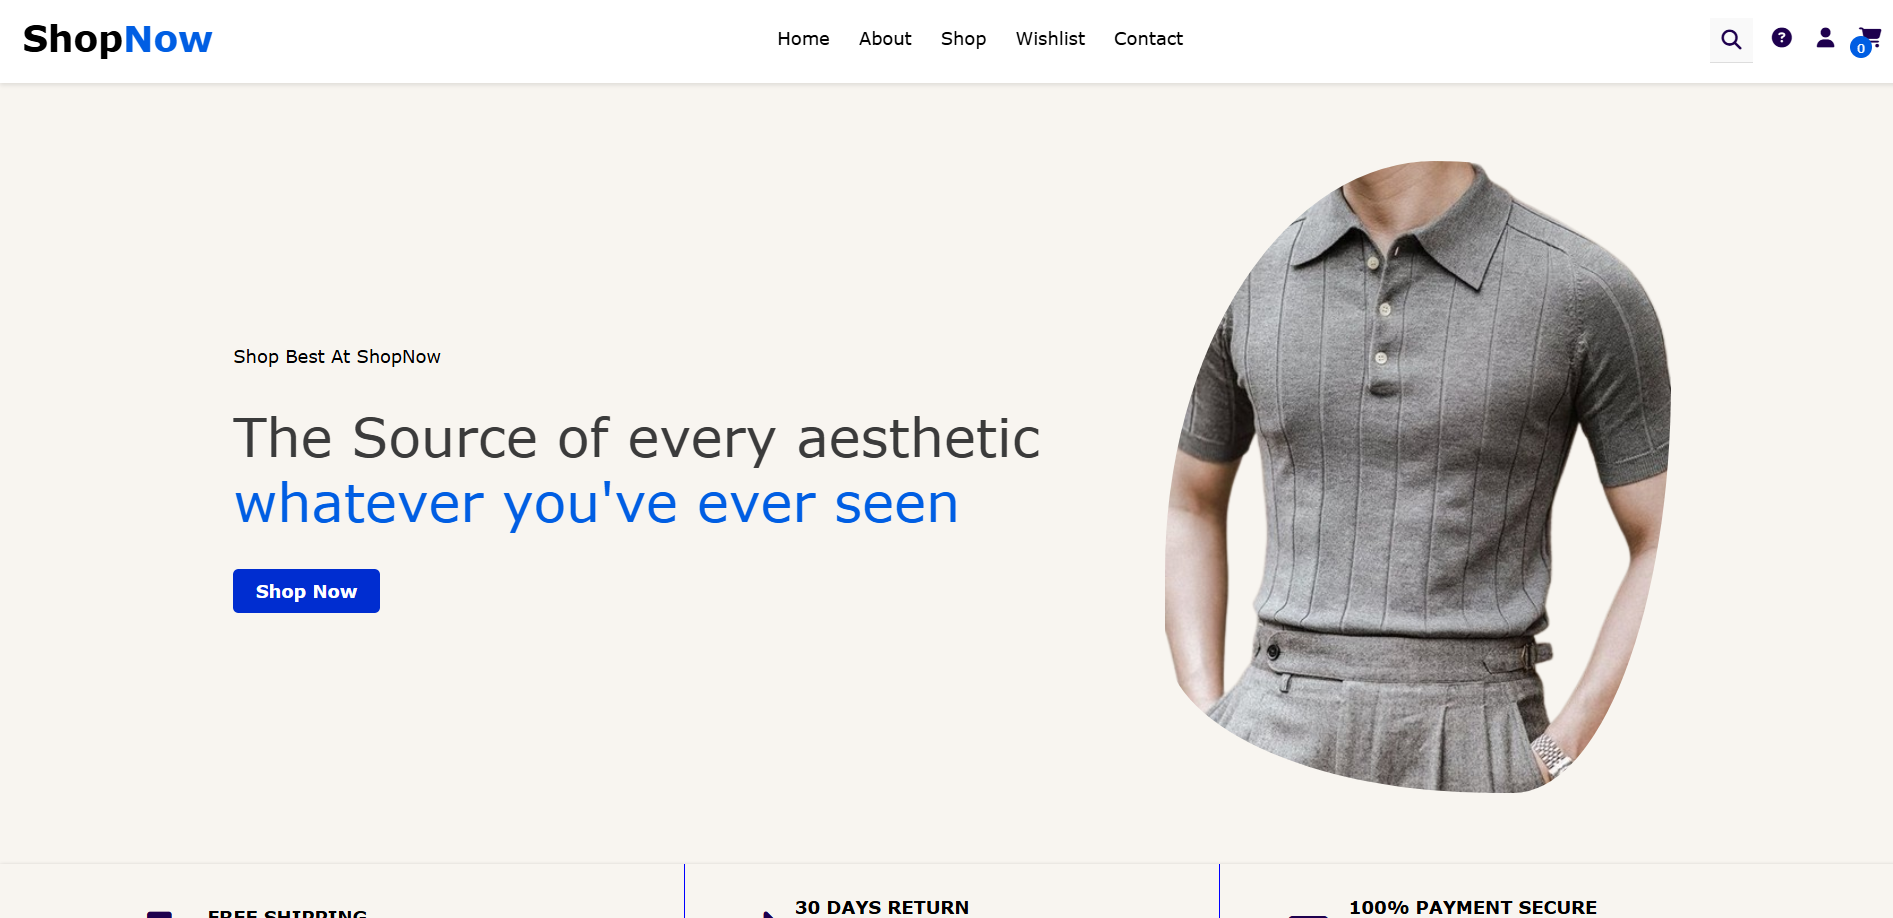 ShopNow
Home About Shop Wishlist Contact
0
Shop Best At ShopNow
The Source of every aesthetic
whatever you've ever seen
Shop Now
FREE SHIPPING
30 DAYS RETURN
100% PAYMENT SECURE